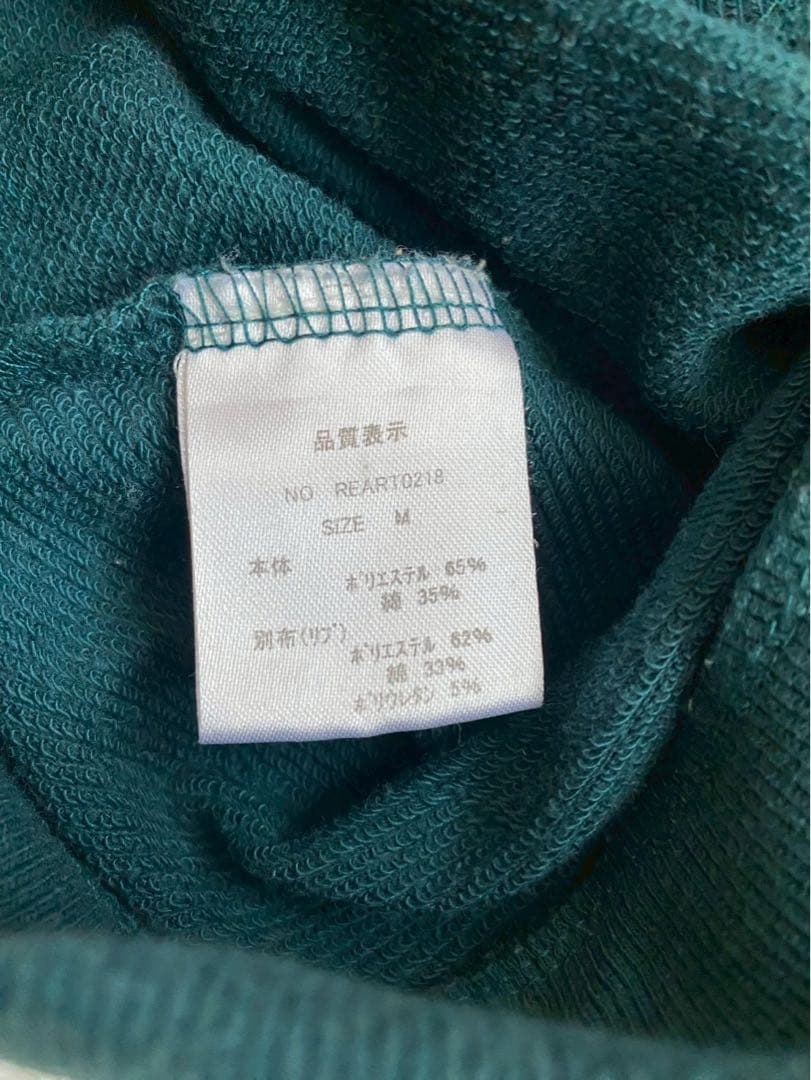 品質表示
NO REART0218
SIZE M
本体 ポリエステル 65%
綿 35%
別布(リブ) ポリエステル 62%
綿 33%
ポリウレタン 5%